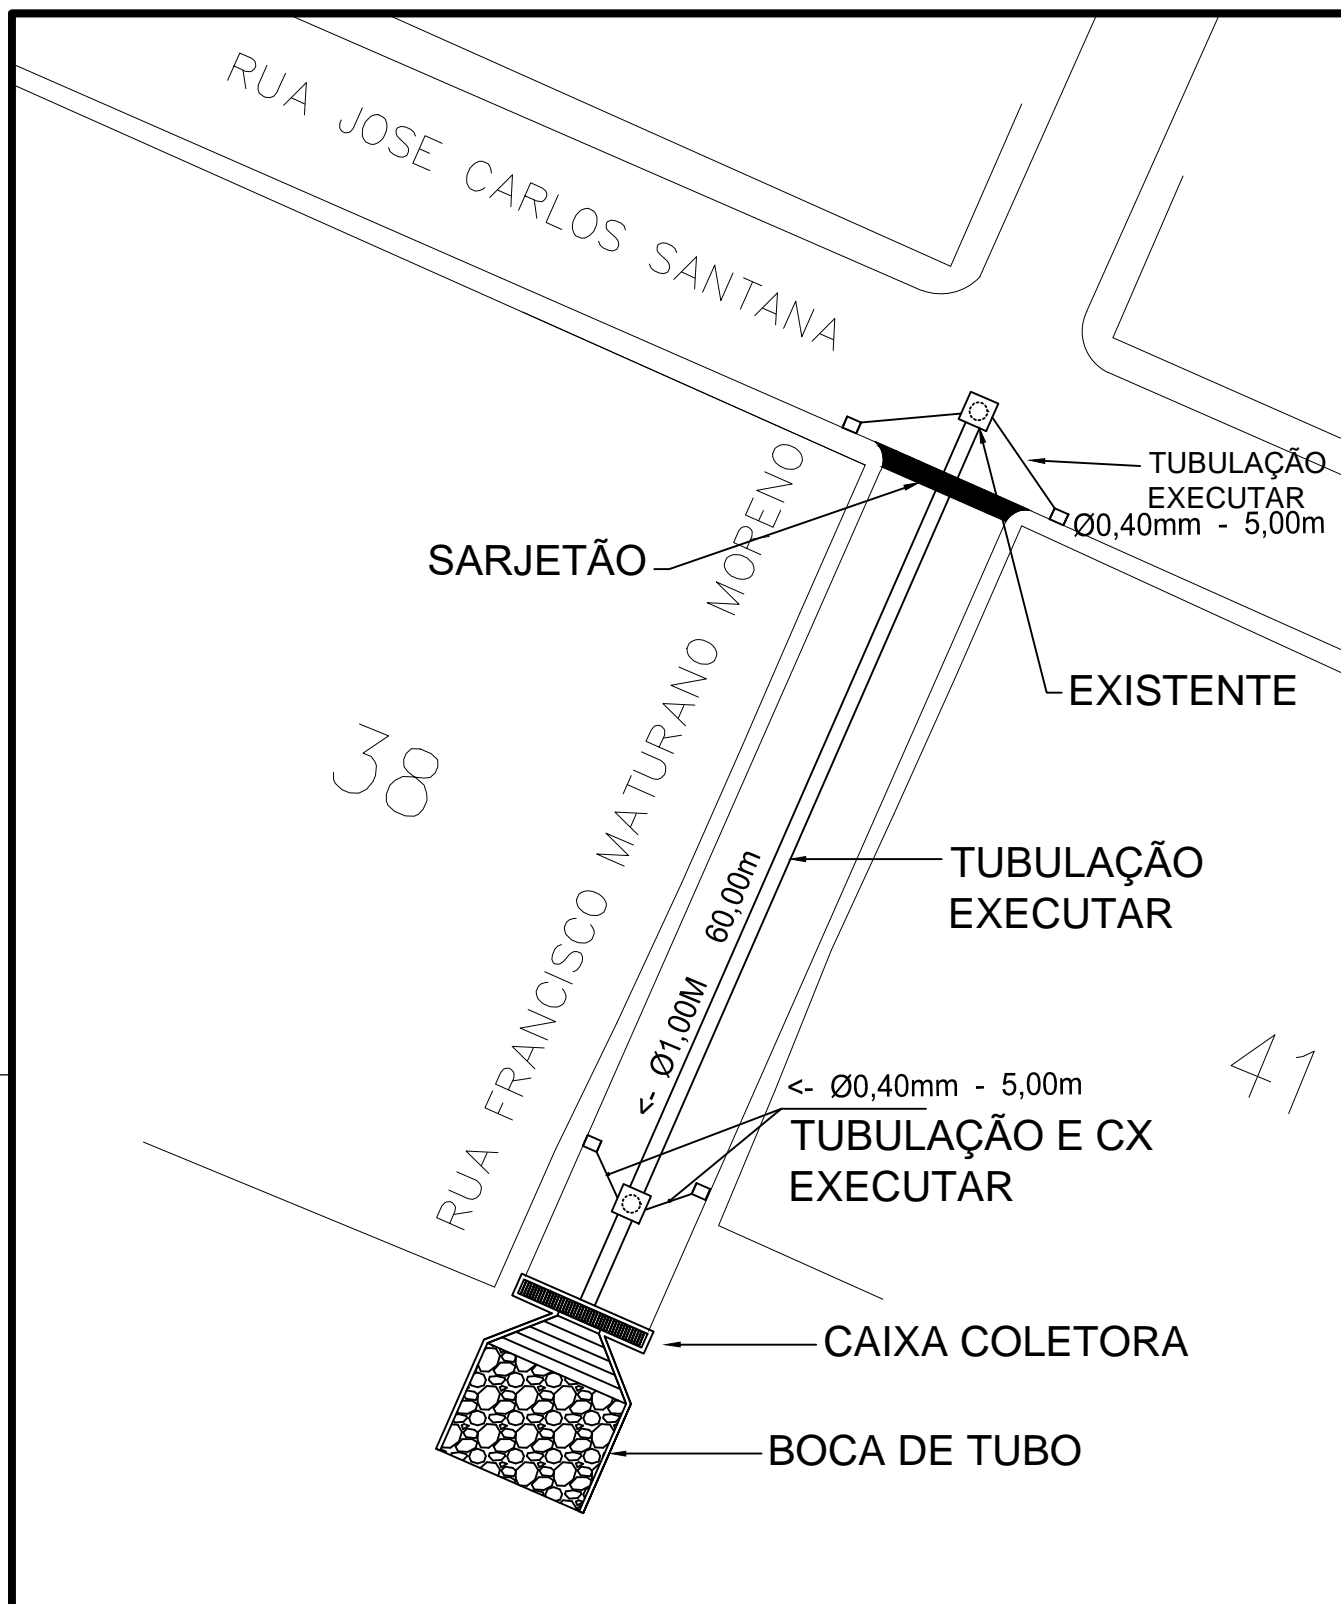 RUA JOSE CARLOS SANTANA
TUBULAÇÃO
EXECUTAR
Ø0,40mm - 5,00m
SARJETÃO
RUA FRANCISCO MATURANO MORENO
EXISTENTE
38
TUBULAÇÃO
EXECUTAR
<- Ø1,00M 60,00m
41
<- Ø0,40mm - 5,00m
TUBULAÇÃO E CX
EXECUTAR
CAIXA COLETORA
BOCA DE TUBO